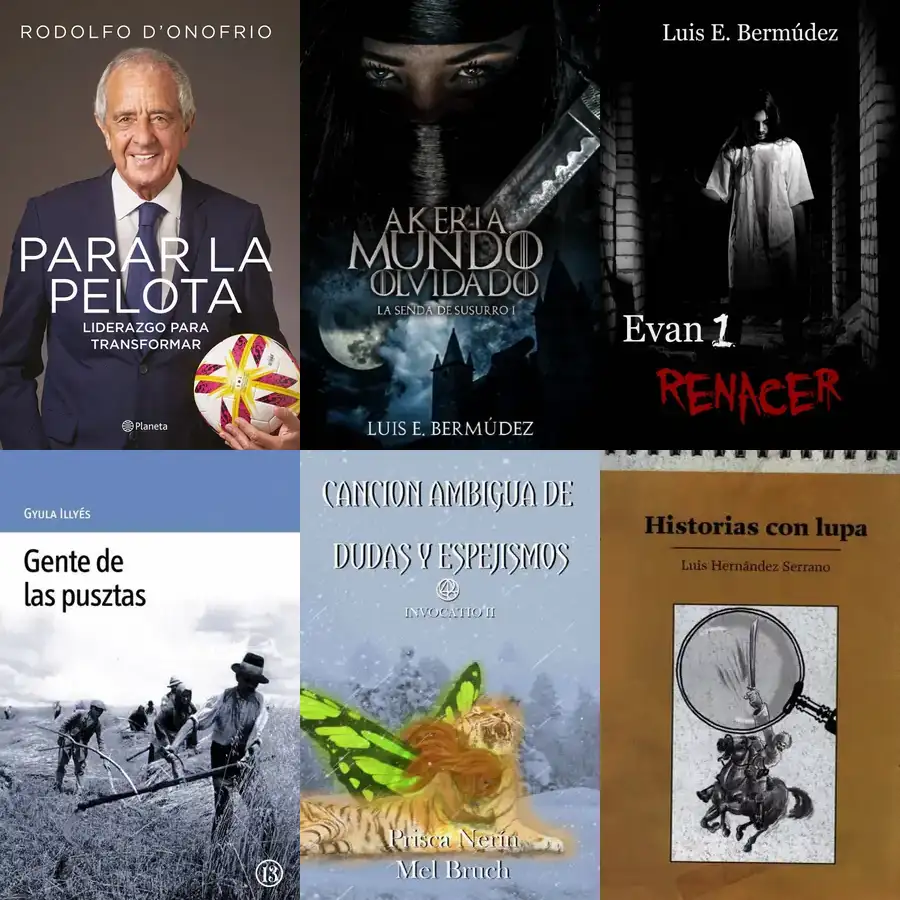 RODOLFO D'ONOFRIO
PARAR LA
PELOTA
LIDERAZGO PARA
TRANSFORMAR
Planeta
AKERIA
MUNDO
OLVIDADO
LA SENDA DE SUSURRO I
LUIS E. BERMÚDEZ
Luis E. Bermúdez
Evan 1
RENACER
GYULA ILLYÉS
Gente de
las pusztas
13
CANCION AMBIGUA DE
DUDAS Y ESPEJISMOS
INVOCATIO II
Prisca Nerín
Mel Bruch
Historias con lupa
Luis Hernández Serrano